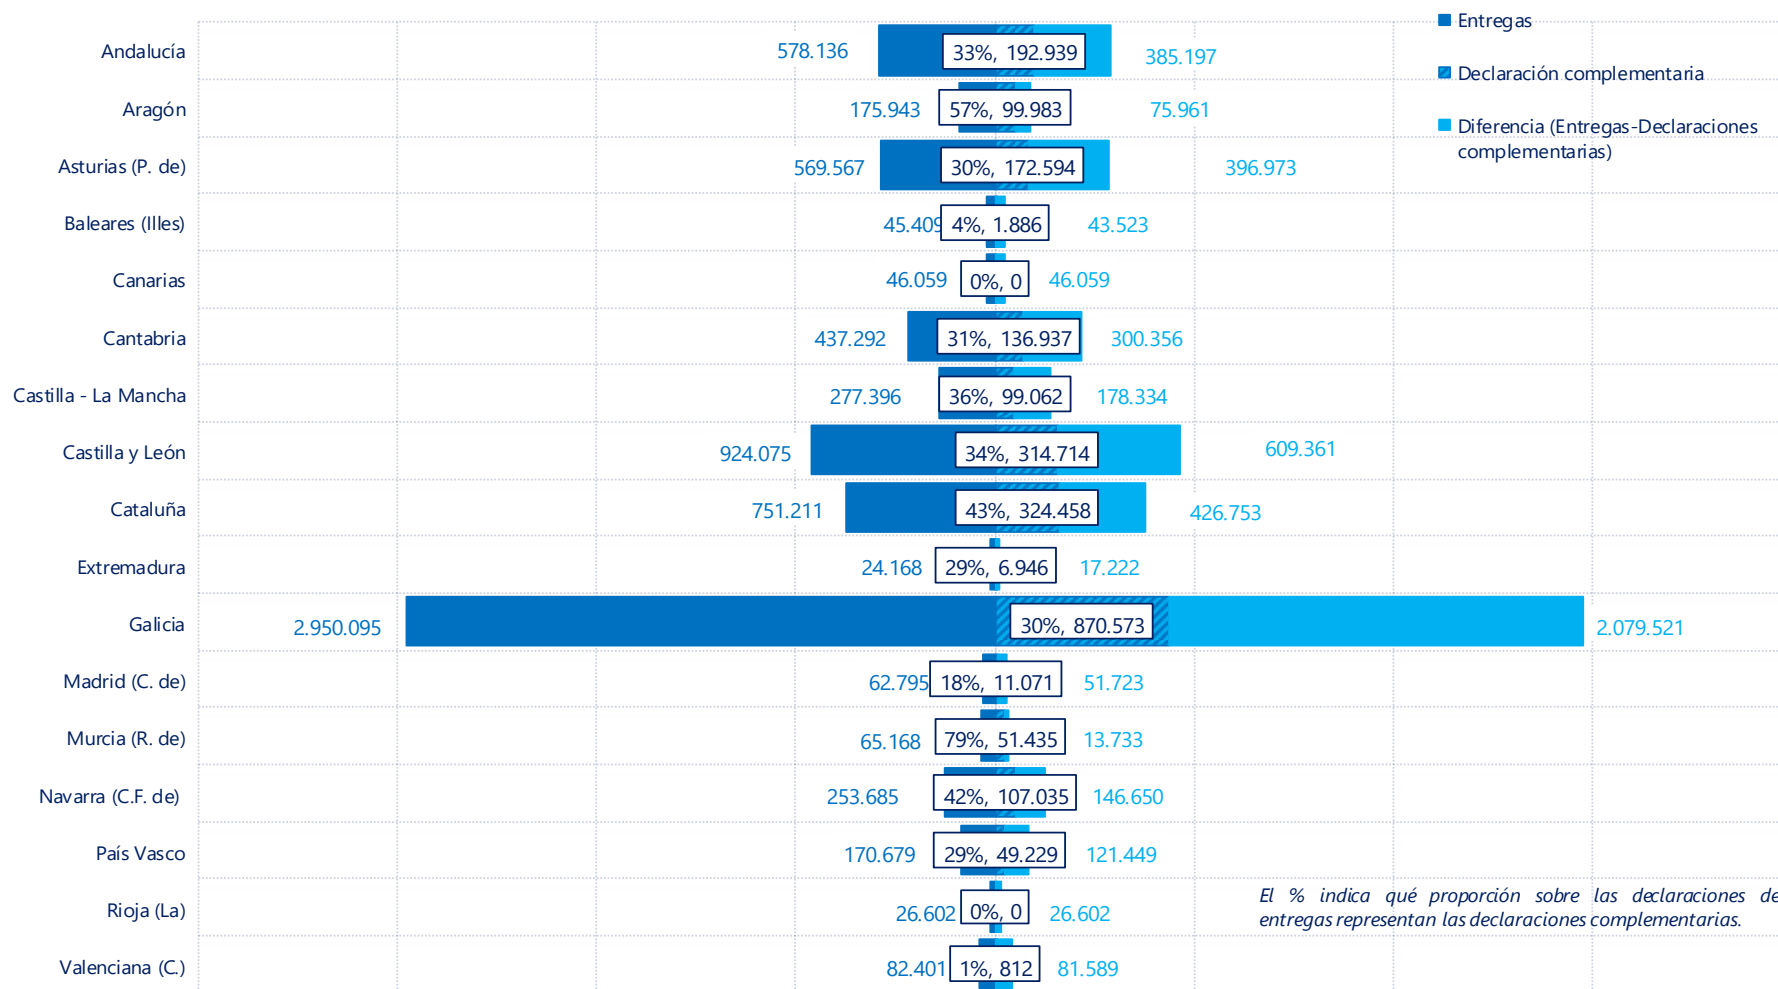 Entregas
Andalucía 578.136 33%, 192.939 385.197
Declaración complementaria
Aragón 175.943 57%, 99.983 75.961
Diferencia (Entregas-Declaraciones
complementarias)
Asturias (P. de) 569.567 30%, 172.594 396.973
Baleares (Illes) 45.409 4%, 1.886 43.523
Canarias 46.059 0%, 0 46.059
Cantabria 437.292 31%, 136.937 300.356
Castilla - La Mancha 277.396 36%, 99.062 178.334
Castilla y León 924.075 34%, 314.714 609.361
Cataluña 751.211 43%, 324.458 426.753
Extremadura 24.168 29%, 6.946 17.222
Galicia 2.950.095 30%, 870.573 2.079.521
Madrid (C. de) 62.795 18%, 11.071 51.723
Murcia (R. de) 65.168 79%, 51.435 13.733
Navarra (C.F. de) 253.685 42%, 107.035 146.650
País Vasco 170.679 29%, 49.229 121.449
Rioja (La) 26.602 0%, 0 26.602
El % indica qué proporción sobre las declaraciones de
entregas representan las declaraciones complementarias.
Valenciana (C.) 82.401 1%, 812 81.589